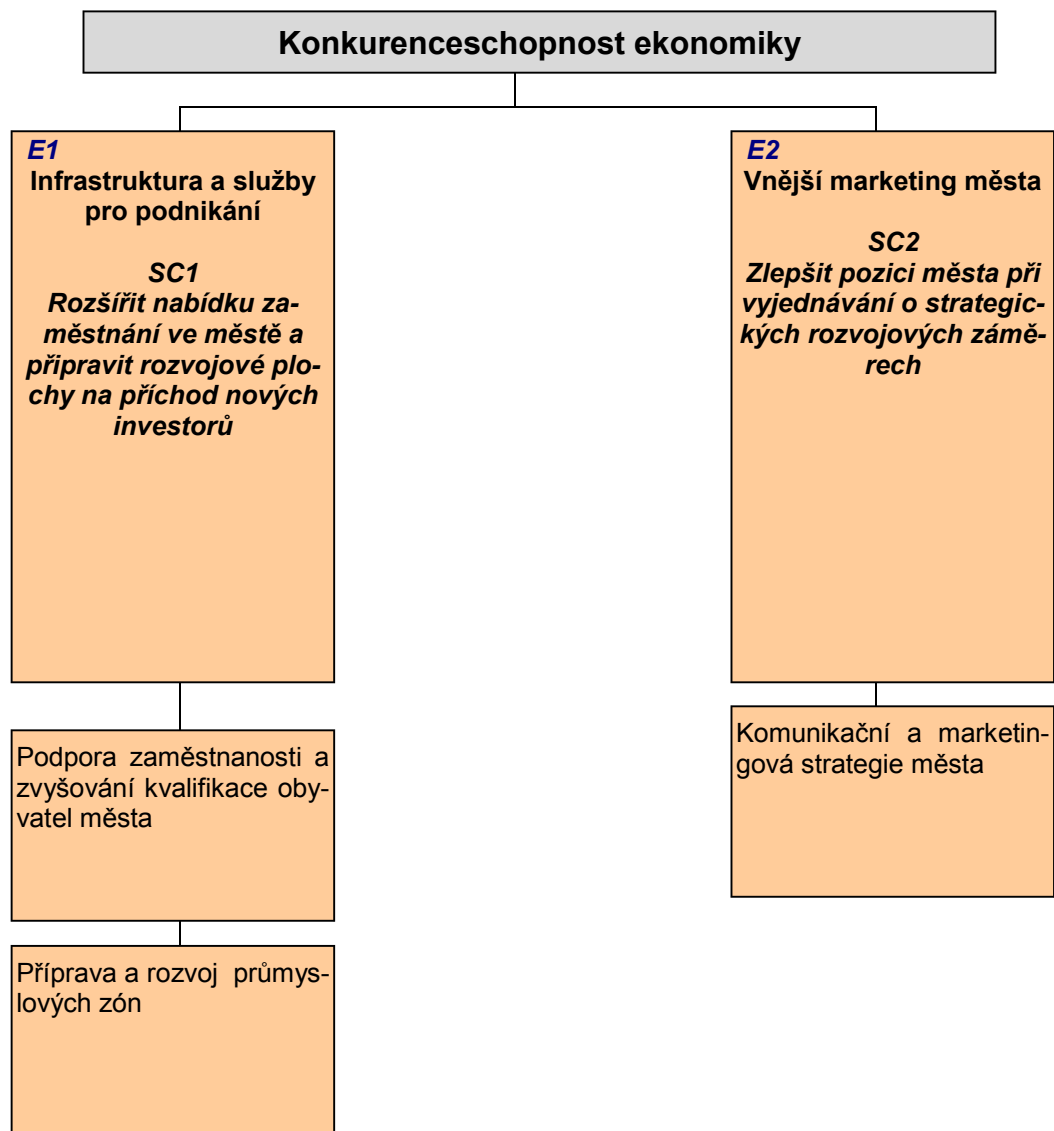 Konkurenceschopnost ekonomiky
E1
Infrastruktura a služby
pro podnikání
SC1
Rozšířit nabídku za-
městnání ve městě a
připravit rozvojové plo-
chy na příchod nových
investorů
E2
Vnější marketing města
SC2
Zlepšit pozici města při
vyjednávání o strategic-
kých rozvojových zámě-
rech
Podpora zaměstnanosti a
zvyšování kvalifikace oby-
vatel města
Komunikační a marketin-
gová strategie města
Příprava a rozvoj průmys-
lových zón